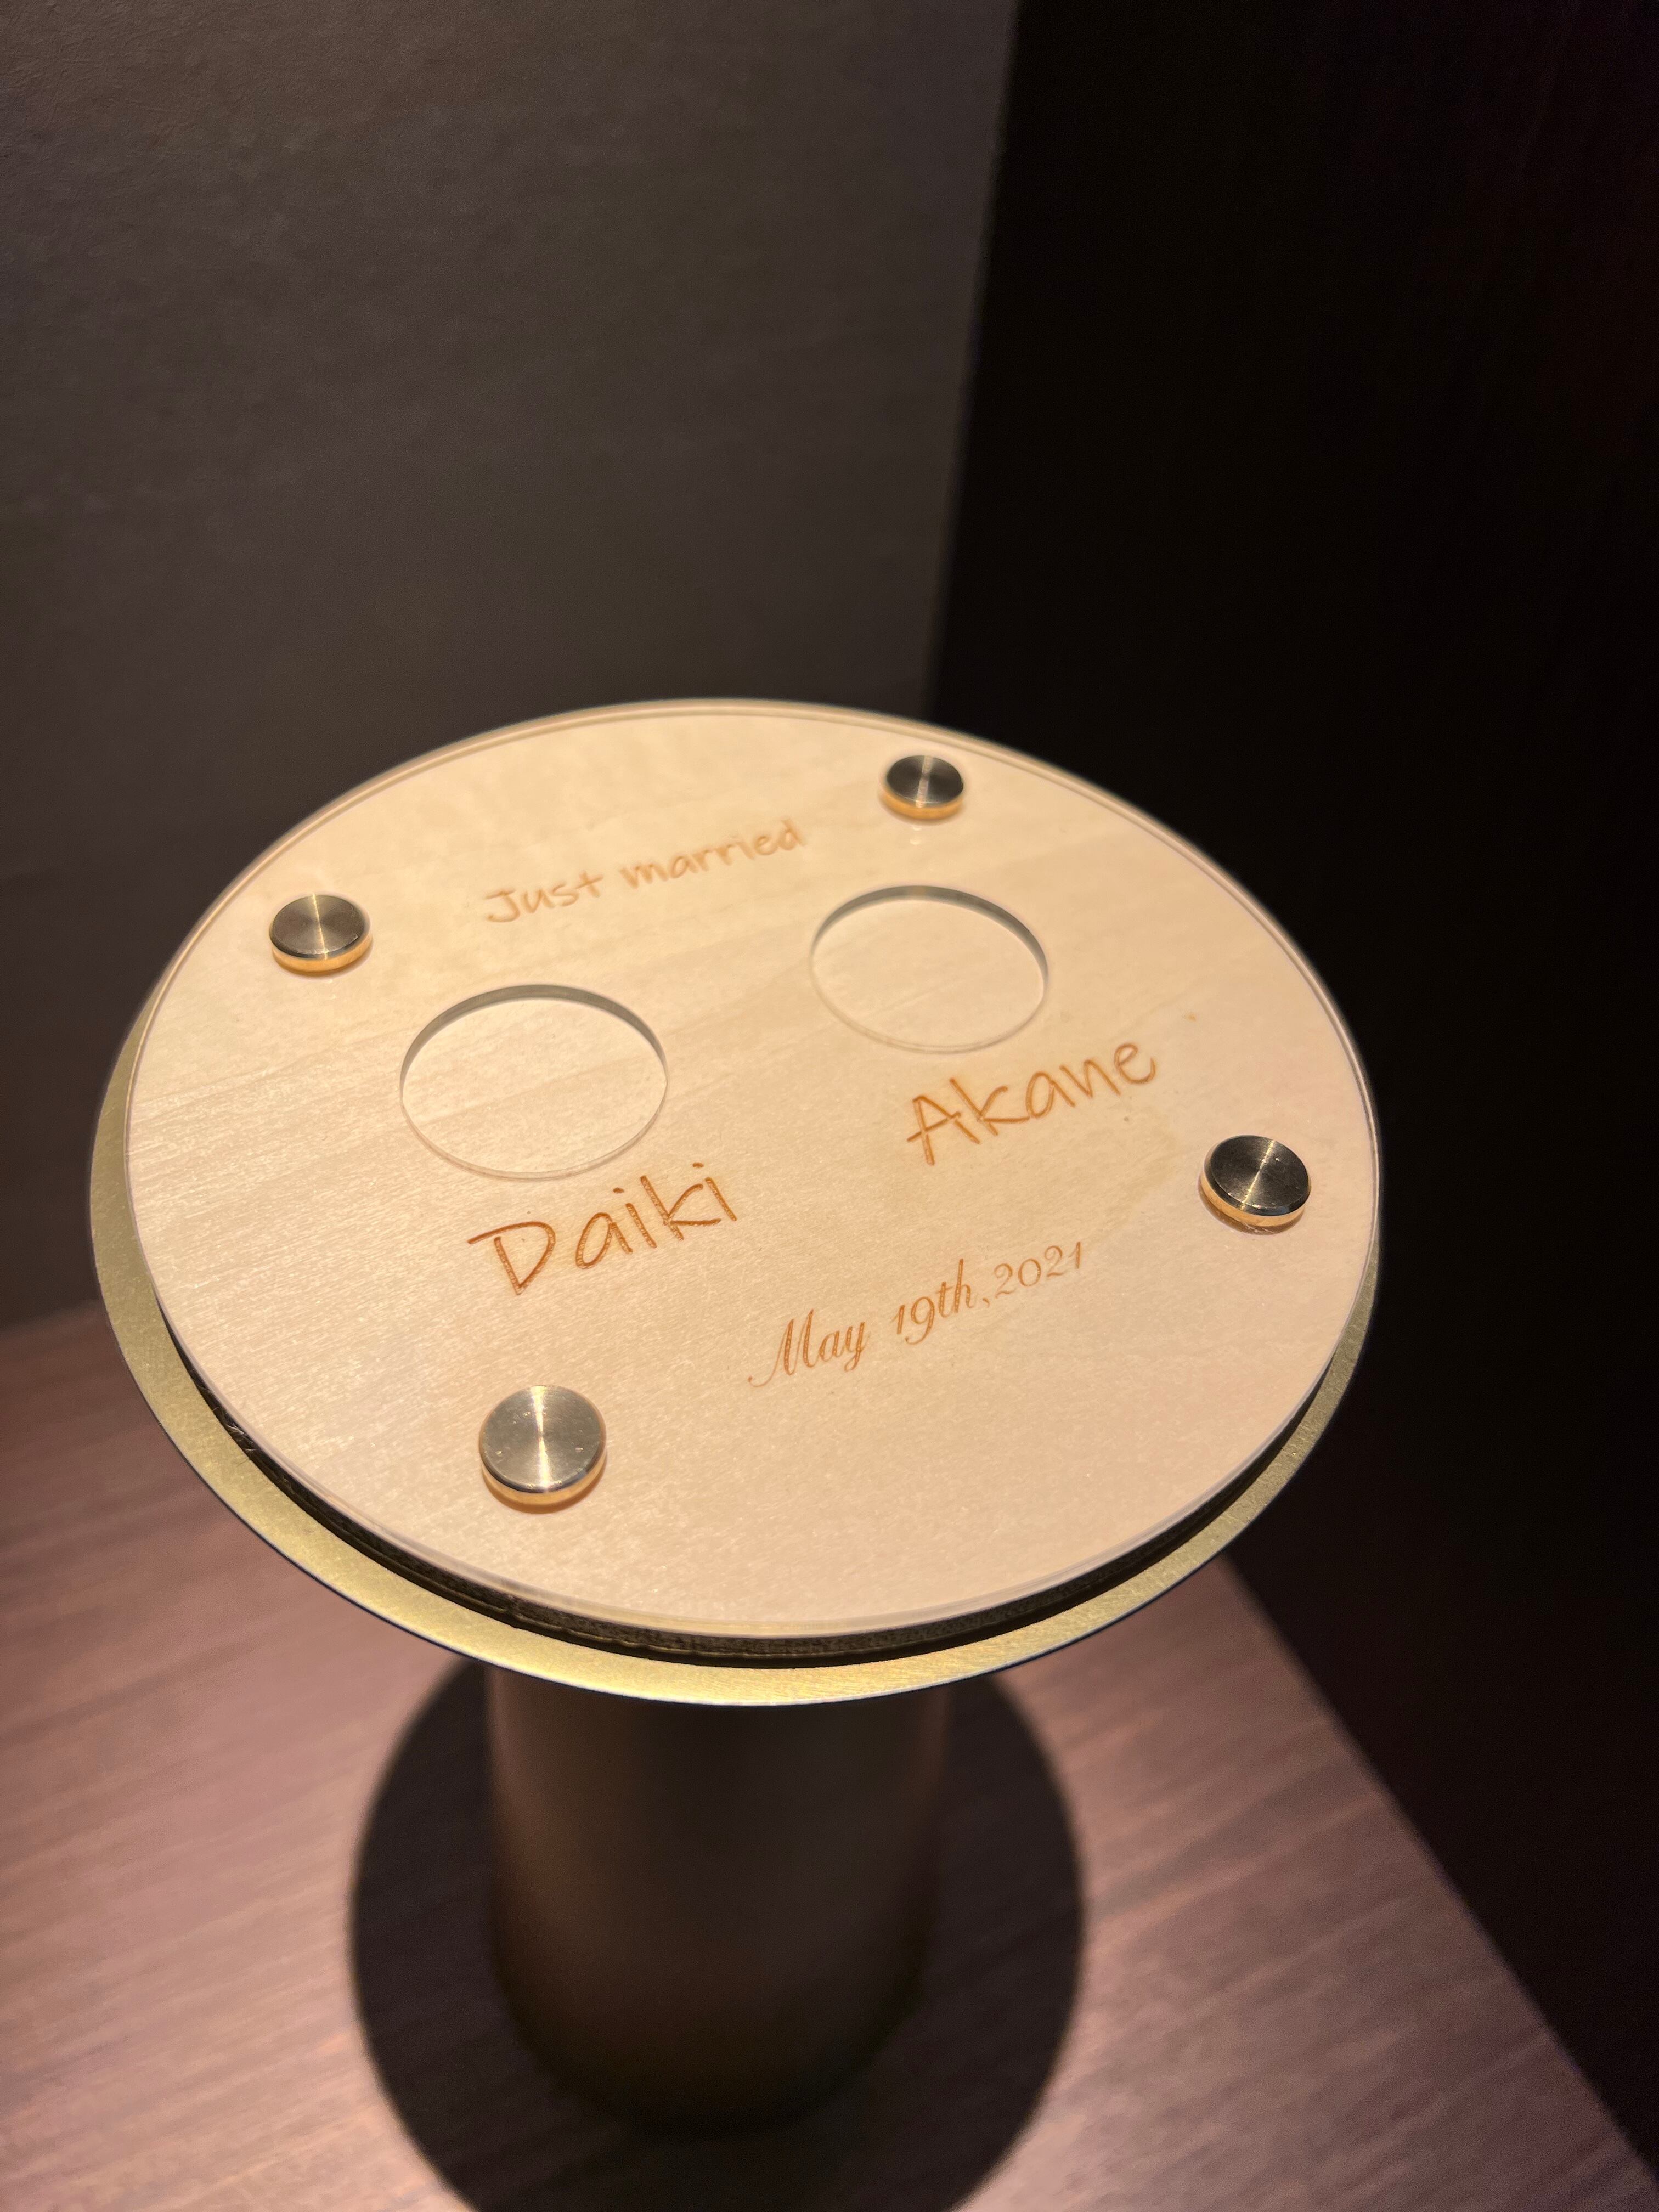 Just married
Daiki
Akane
May 19th,2021